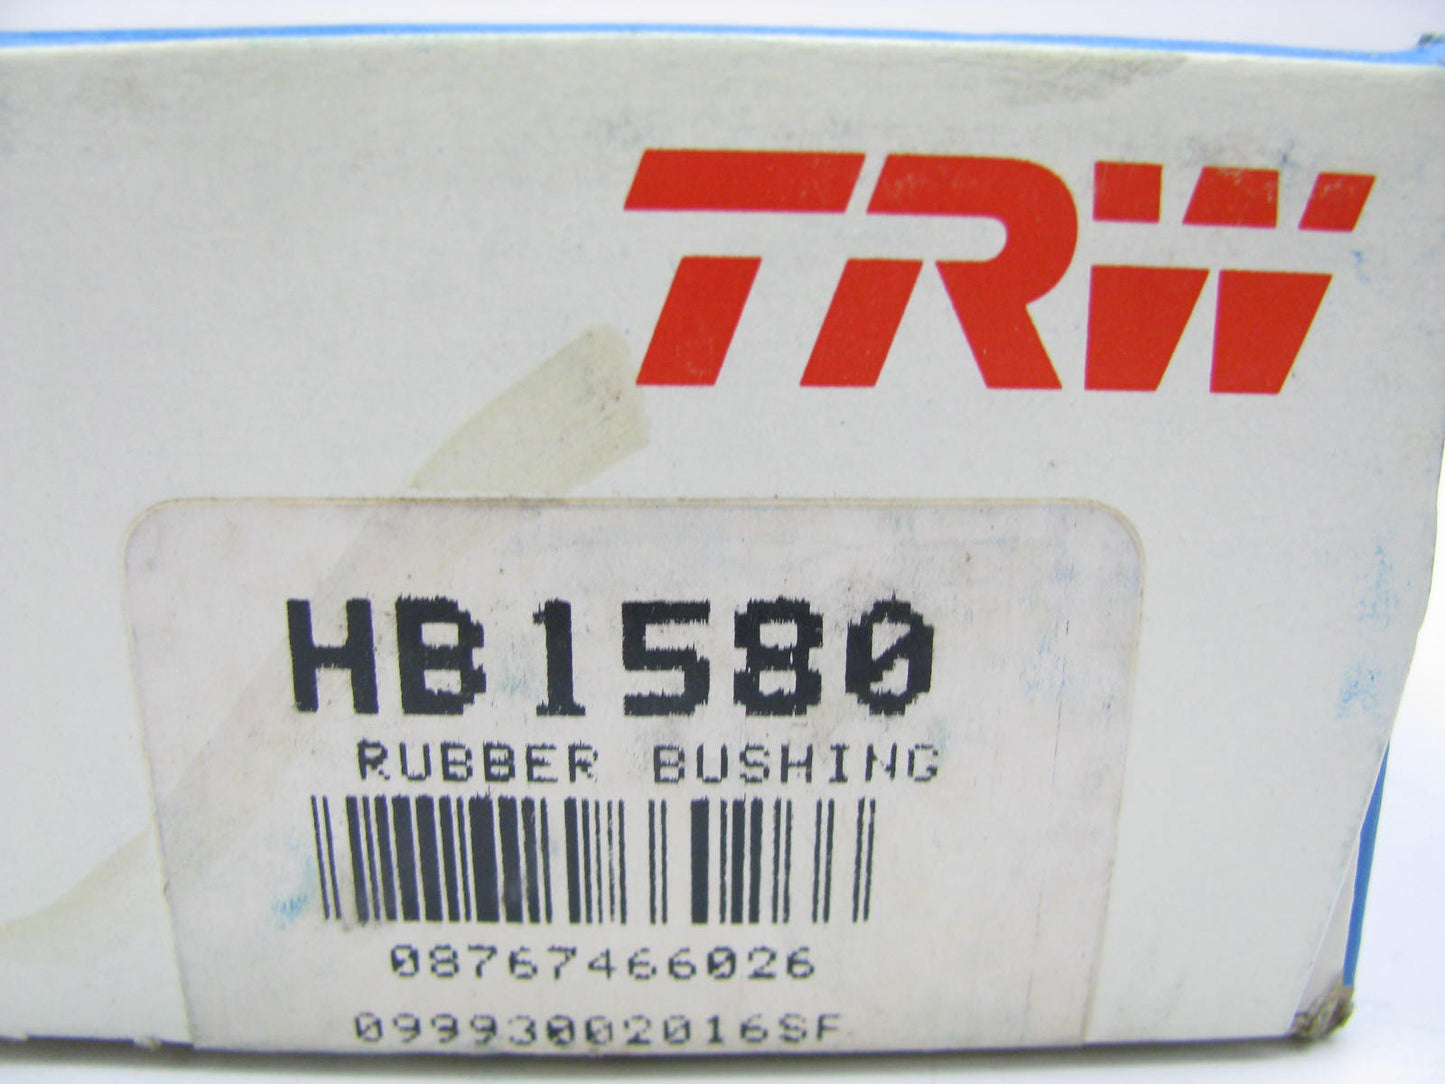 TRW
HB1580
RUBBER BUSHING
08767466026
09993002016SF